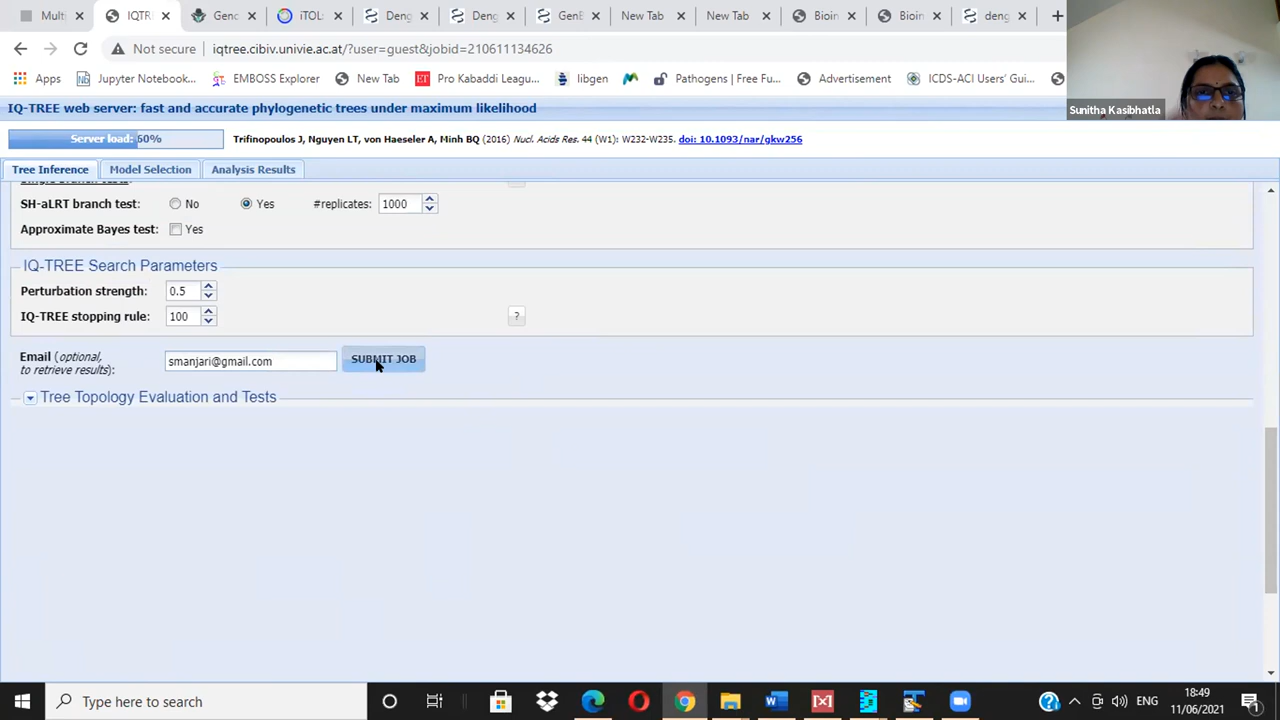 Multi
IQTRE
Geno
iTOL:
Deng
Deng
GenB
New Tab
New Tab
Bioin
Bioin
deng
Not secure
iqtree.cibiv.univie.ac.at/?user=guest&jobid=210611134626
Apps
Jupyter Notebook...
EMBOSS Explorer
New Tab
Pro Kabaddi Leagu...
libgen
Pathogens | Free Fu...
Advertisement
ICDS-ACI Users' Gui...
Sunitha Kasibhatla
IQ-TREE web server: fast and accurate phylogenetic trees under maximum likelihood
Server load: 60%
Trifinopoulos J, Nguyen LT, von Haeseler A, Minh BQ (2016) Nucl. Acids Res. 44 (W1): W232-W235. doi: 10.1093/nar/gkw256
Tree Inference
Model Selection
Analysis Results
Single branch tests:
SH-aLRT branch test: No Yes #replicates: 1000
Approximate Bayes test: Yes
IQ-TREE Search Parameters
Perturbation strength: 0.5
IQ-TREE stopping rule: 100 ?
Email (optional,
to retrieve results):
smanjari@gmail.com
SUBMIT JOB
Tree Topology Evaluation and Tests
Type here to search
ENG
18:49
11/06/2021
1